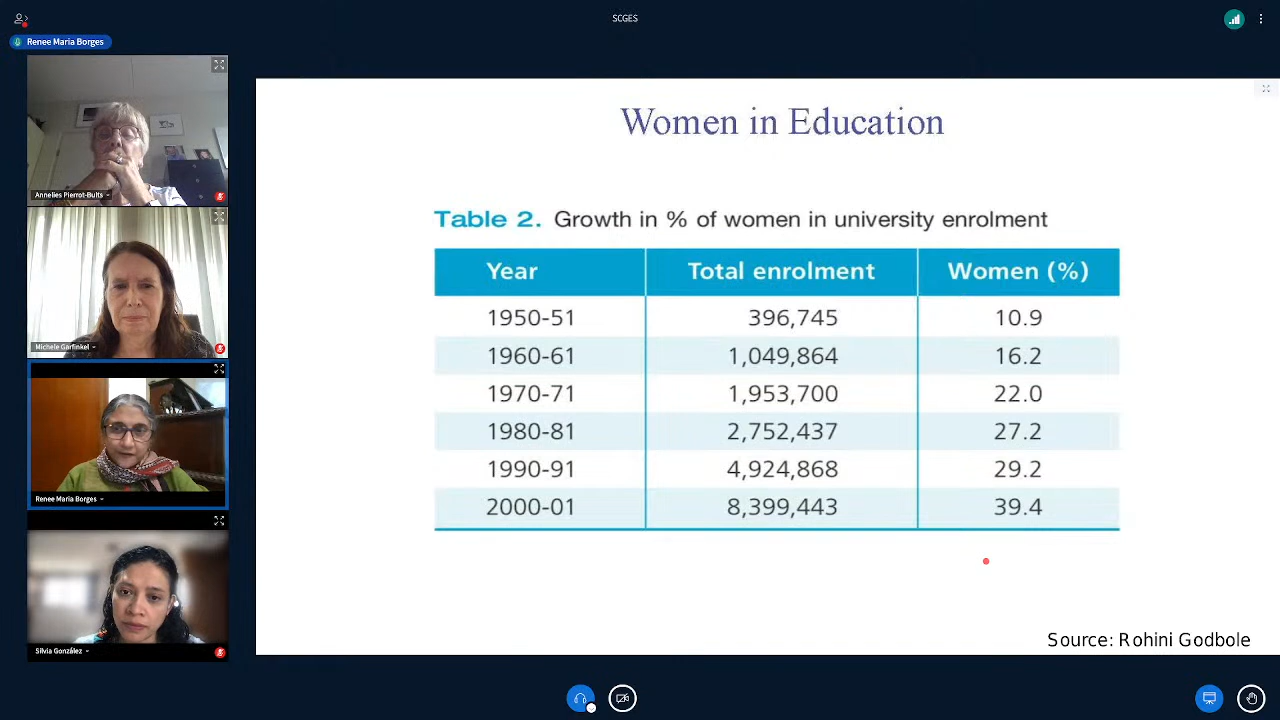 SCGES
Renee Maria Borges
Annelies Pierrot-Bults
Michele Garfinkel
Renee Maria Borges
Silvia González
Women in Education
Table 2. Growth in % of women in university enrolment
Year Total enrolment Women (%)
1950-51 396,745 10.9
1960-61 1,049,864 16.2
1970-71 1,953,700 22.0
1980-81 2,752,437 27.2
1990-91 4,924,868 29.2
2000-01 8,399,443 39.4
Source: Rohini Godbole